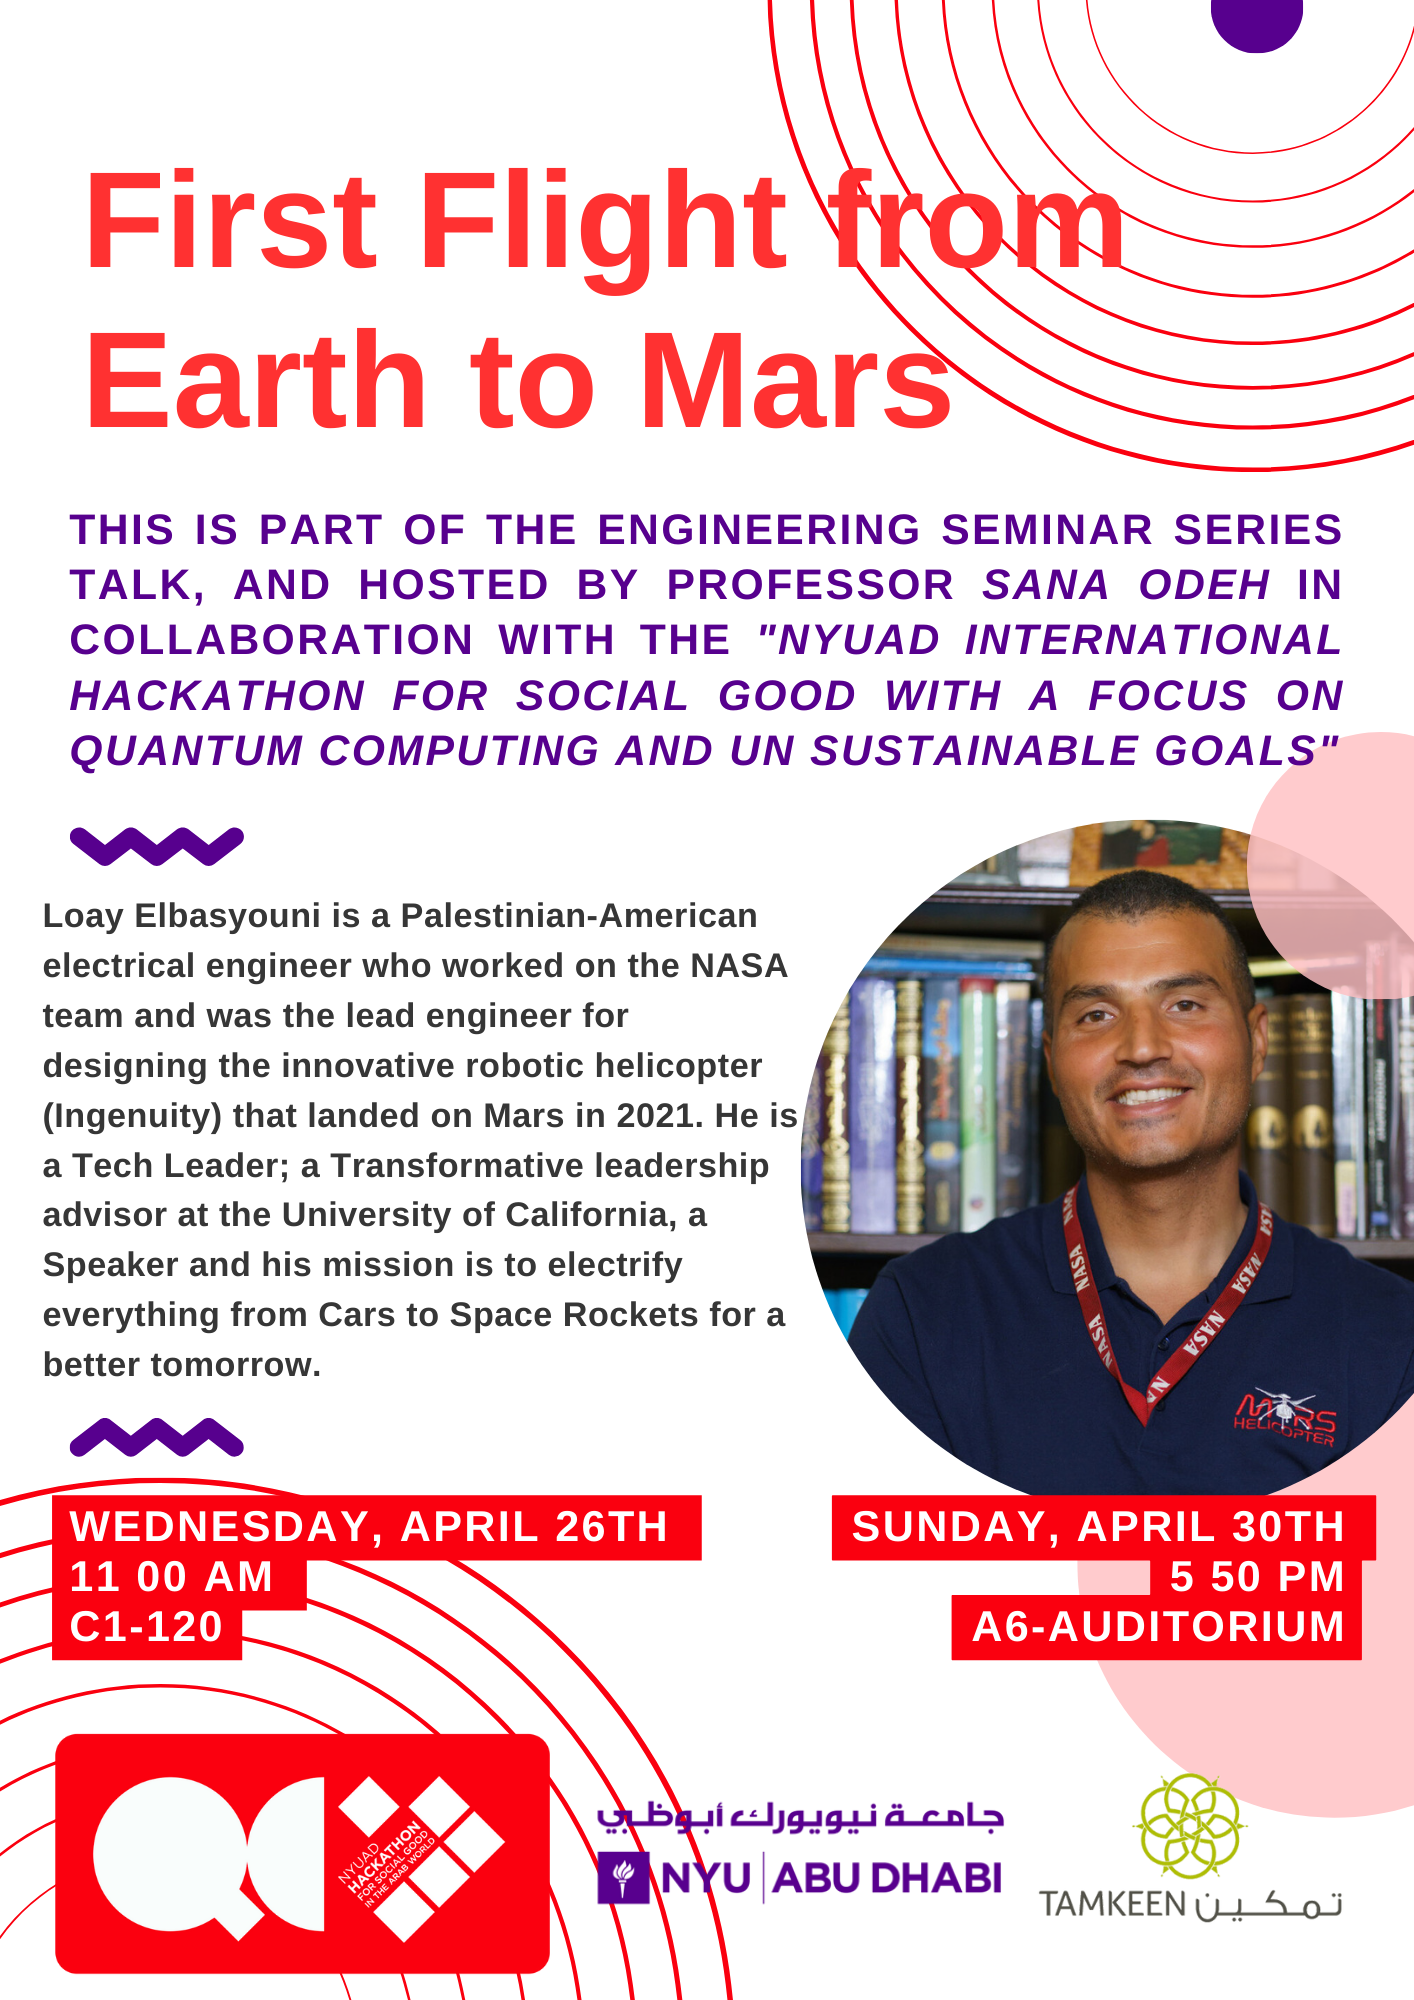 First Flight from
Earth to Mars
THIS IS PART OF THE ENGINEERING SEMINAR SERIES
TALK, AND HOSTED BY PROFESSOR SANA ODEH IN
COLLABORATION WITH THE "NYUAD INTERNATIONAL
HACKATHON FOR SOCIAL GOOD WITH A FOCUS ON
QUANTUM COMPUTING AND UN SUSTAINABLE GOALS"
Loay Elbasyouni is a Palestinian-American
electrical engineer who worked on the NASA
team and was the lead engineer for
designing the innovative robotic helicopter
(Ingenuity) that landed on Mars in 2021. He is
a Tech Leader; a Transformative leadership
advisor at the University of California, a
Speaker and his mission is to electrify
everything from Cars to Space Rockets for a
better tomorrow.
NASA
NASA
NASA
NASA
NASA
MARS
HELICOPTER
WEDNESDAY, APRIL 26TH
11 00 AM
C1-120
SUNDAY, APRIL 30TH
5 50 PM
A6-AUDITORIUM
NYUAD
HACKATHON
FOR SOCIAL GOOD
IN THE ARAB WORLD
جامعة نيويورك أبوظبي
NYU ABU DHABI
TAMKEEN تمكين